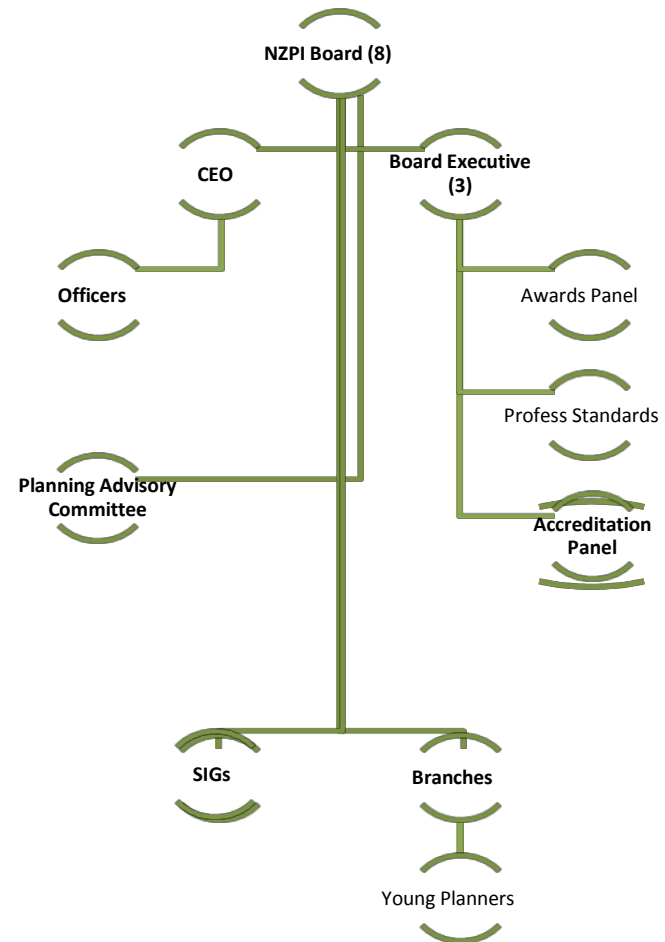 NZPI Board (8)
CEO
Board Executive
(3)
Officers
Awards Panel
Profess Standards
Planning Advisory
Committee
Accreditation
Panel
SIGs
Branches
Young Planners